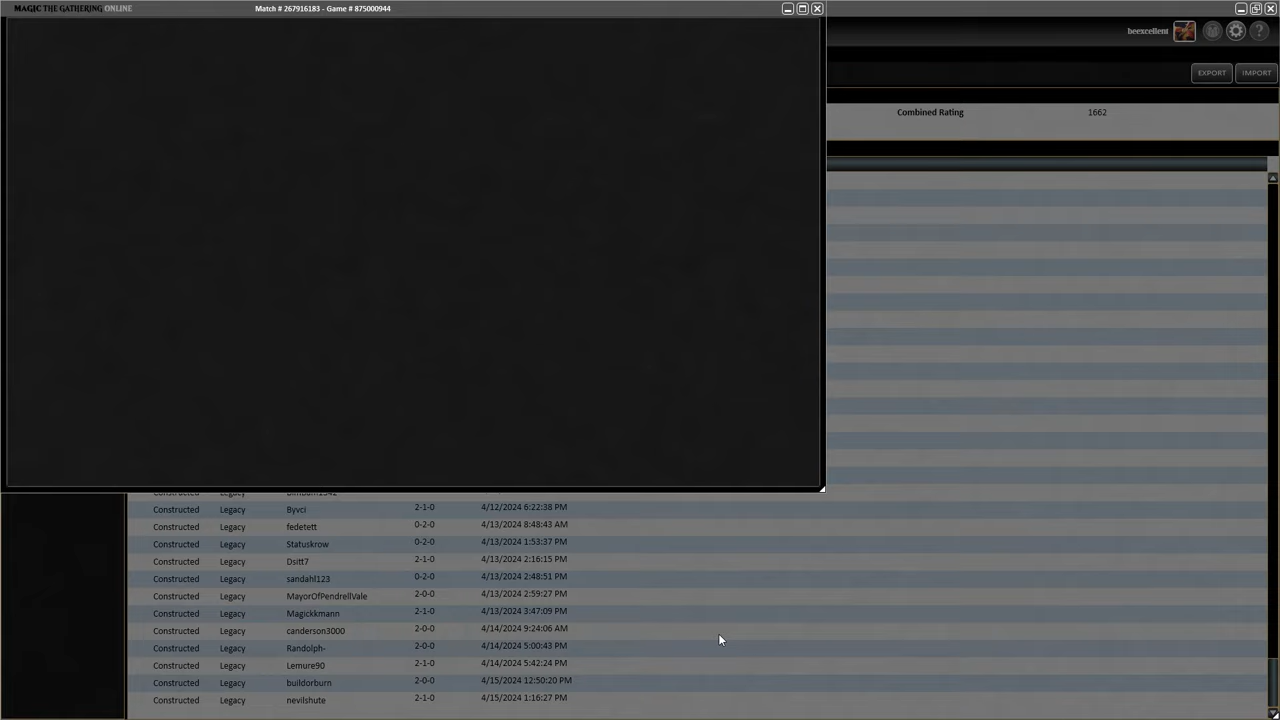 MAGIC THE GATHERING ONLINE Match # 267916183 - Game # 875000944
beexcellent
EXPORT IMPORT
Combined Rating 1662
Constructed Legacy
Constructed Legacy Byvci 2-1-0 4/12/2024 6:22:38 PM
Constructed Legacy fedetett 0-2-0 4/13/2024 8:48:43 AM
Constructed Legacy Statuskrow 0-2-0 4/13/2024 1:53:37 PM
Constructed Legacy Dsitt7 2-1-0 4/13/2024 2:16:15 PM
Constructed Legacy sandahl123 0-2-0 4/13/2024 2:48:51 PM
Constructed Legacy MayorOfPendrellVale 2-0-0 4/13/2024 2:59:27 PM
Constructed Legacy Magickkmann 2-1-0 4/13/2024 3:47:09 PM
Constructed Legacy canderson3000 2-0-0 4/14/2024 9:24:06 AM
Constructed Legacy Randolph- 2-0-0 4/14/2024 5:00:43 PM
Constructed Legacy Lemure90 2-1-0 4/14/2024 5:42:24 PM
Constructed Legacy buildorburn 2-0-0 4/15/2024 12:50:20 PM
Constructed Legacy nevilshute 2-1-0 4/15/2024 1:16:27 PM